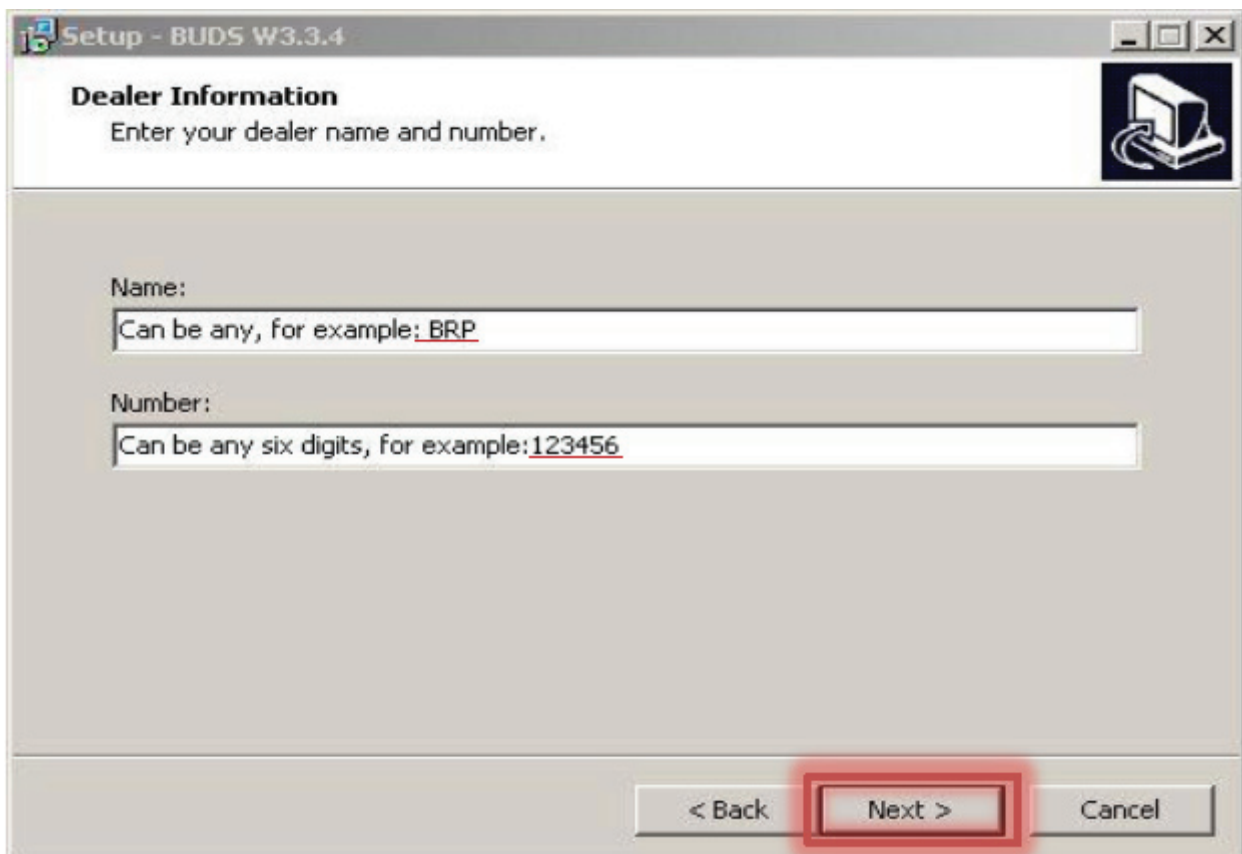 Setup - BUDS W3.3.4
Dealer Information
Enter your dealer name and number.
Name:
Can be any, for example: BRP
Number:
Can be any six digits, for example:123456
< Back Next > Cancel